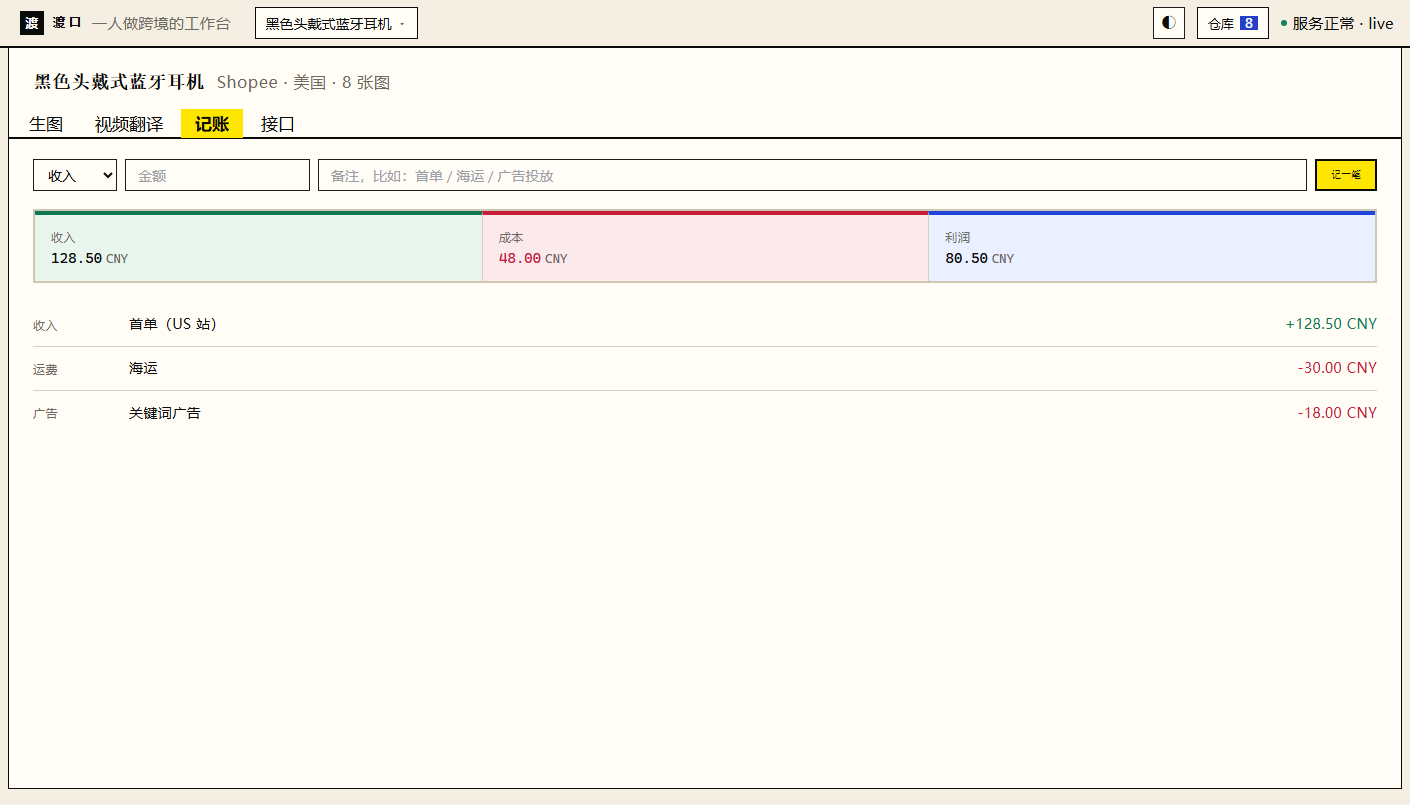 渡 渡口 一人做跨境的工作台 黑色头戴式蓝牙耳机 仓库 8 服务正常 · live
黑色头戴式蓝牙耳机 Shopee · 美国 · 8 张图
生图 视频翻译 记账 接口
收入 金额 备注，比如：首单 / 海运 / 广告投放 记一笔
收入 成本 利润
128.50 CNY 48.00 CNY 80.50 CNY
收入 首单（US 站） +128.50 CNY
运费 海运 -30.00 CNY
广告 关键词广告 -18.00 CNY